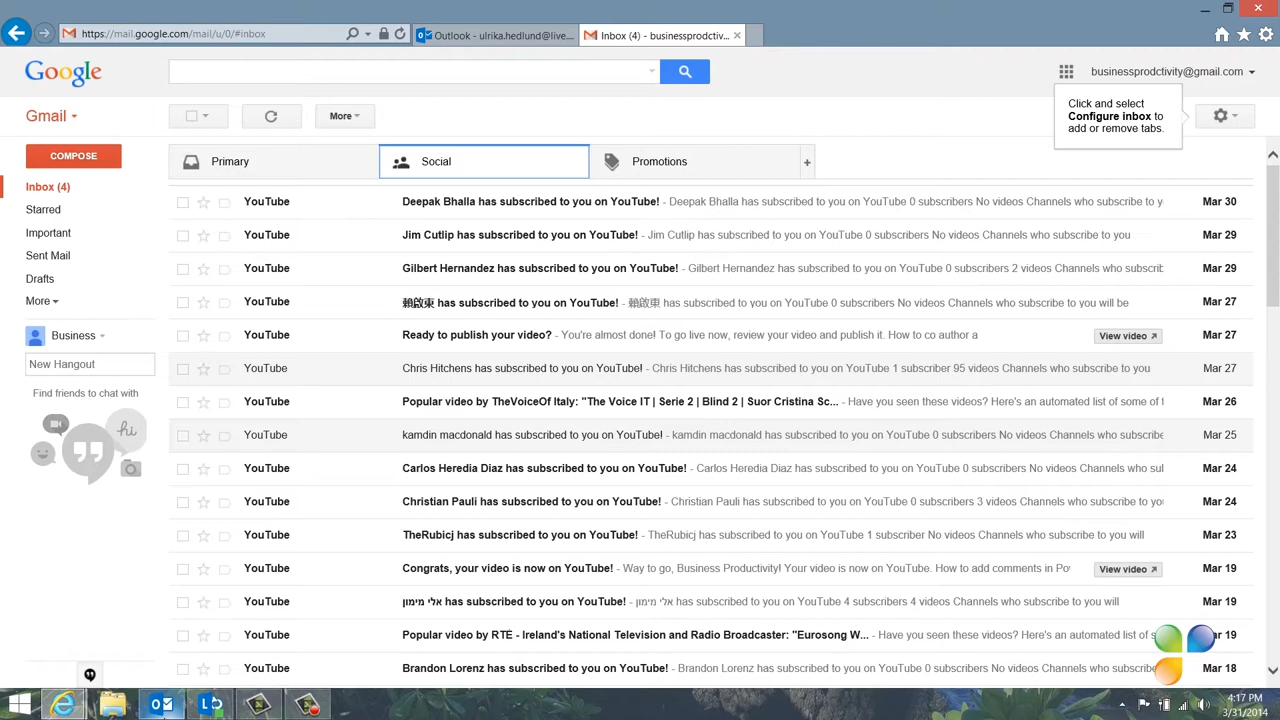 https://mail.google.com/mail/u/0/#inbox
Outlook - ulrika.hedlund@live....
Inbox (4) - businessprodctivity...
Google
businessprodctivity@gmail.com
Gmail
More
Click and select
Configure inbox to
add or remove tabs.
COMPOSE
Primary
Social
Promotions
+
Inbox (4)
Starred
Important
Sent Mail
Drafts
More
Business
New Hangout
Find friends to chat with
hi
YouTube Deepak Bhalla has subscribed to you on YouTube! - Deepak Bhalla has subscribed to you on YouTube 0 subscribers No videos Channels who subscribe to y Mar 30
YouTube Jim Cutlip has subscribed to you on YouTube! - Jim Cutlip has subscribed to you on YouTube 0 subscribers No videos Channels who subscribe to you Mar 29
YouTube Gilbert Hernandez has subscribed to you on YouTube! - Gilbert Hernandez has subscribed to you on YouTube 0 subscribers 2 videos Channels who subscrib Mar 29
YouTube 賴啟東 has subscribed to you on YouTube! - 賴啟東 has subscribed to you on YouTube 0 subscribers No videos Channels who subscribe to you will be Mar 27
YouTube Ready to publish your video? - You're almost done! To go live now, review your video and publish it. How to co author a View video Mar 27
YouTube Chris Hitchens has subscribed to you on YouTube! - Chris Hitchens has subscribed to you on YouTube 1 subscriber 95 videos Channels who subscribe to you Mar 27
YouTube Popular video by TheVoiceOf Italy: "The Voice IT | Serie 2 | Blind 2 | Suor Cristina Sc... - Have you seen these videos? Here's an automated list of some of t Mar 26
YouTube kamdin macdonald has subscribed to you on YouTube! - kamdin macdonald has subscribed to you on YouTube 0 subscribers No videos Channels who subscribe Mar 25
YouTube Carlos Heredia Diaz has subscribed to you on YouTube! - Carlos Heredia Diaz has subscribed to you on YouTube 0 subscribers No videos Channels who sul Mar 24
YouTube Christian Pauli has subscribed to you on YouTube! - Christian Pauli has subscribed to you on YouTube 0 subscribers 3 videos Channels who subscribe to you Mar 24
YouTube TheRubicj has subscribed to you on YouTube! - TheRubicj has subscribed to you on YouTube 1 subscriber No videos Channels who subscribe to you will Mar 23
YouTube Congrats, your video is now on YouTube! - Way to go, Business Productivity! Your video is now on YouTube. How to add comments in Po View video Mar 19
YouTube אלי מימון has subscribed to you on YouTube! - אלי מימון has subscribed to you on YouTube 4 subscribers 4 videos Channels who subscribe to you will Mar 19
YouTube Popular video by RTÉ - Ireland's National Television and Radio Broadcaster: "Eurosong W... - Have you seen these videos? Here's an automated list of s Mar 19
YouTube Brandon Lorenz has subscribed to you on YouTube! - Brandon Lorenz has subscribed to you on YouTube 0 subscribers No videos Channels who subscribe Mar 18
4:17 PM
3/31/2014